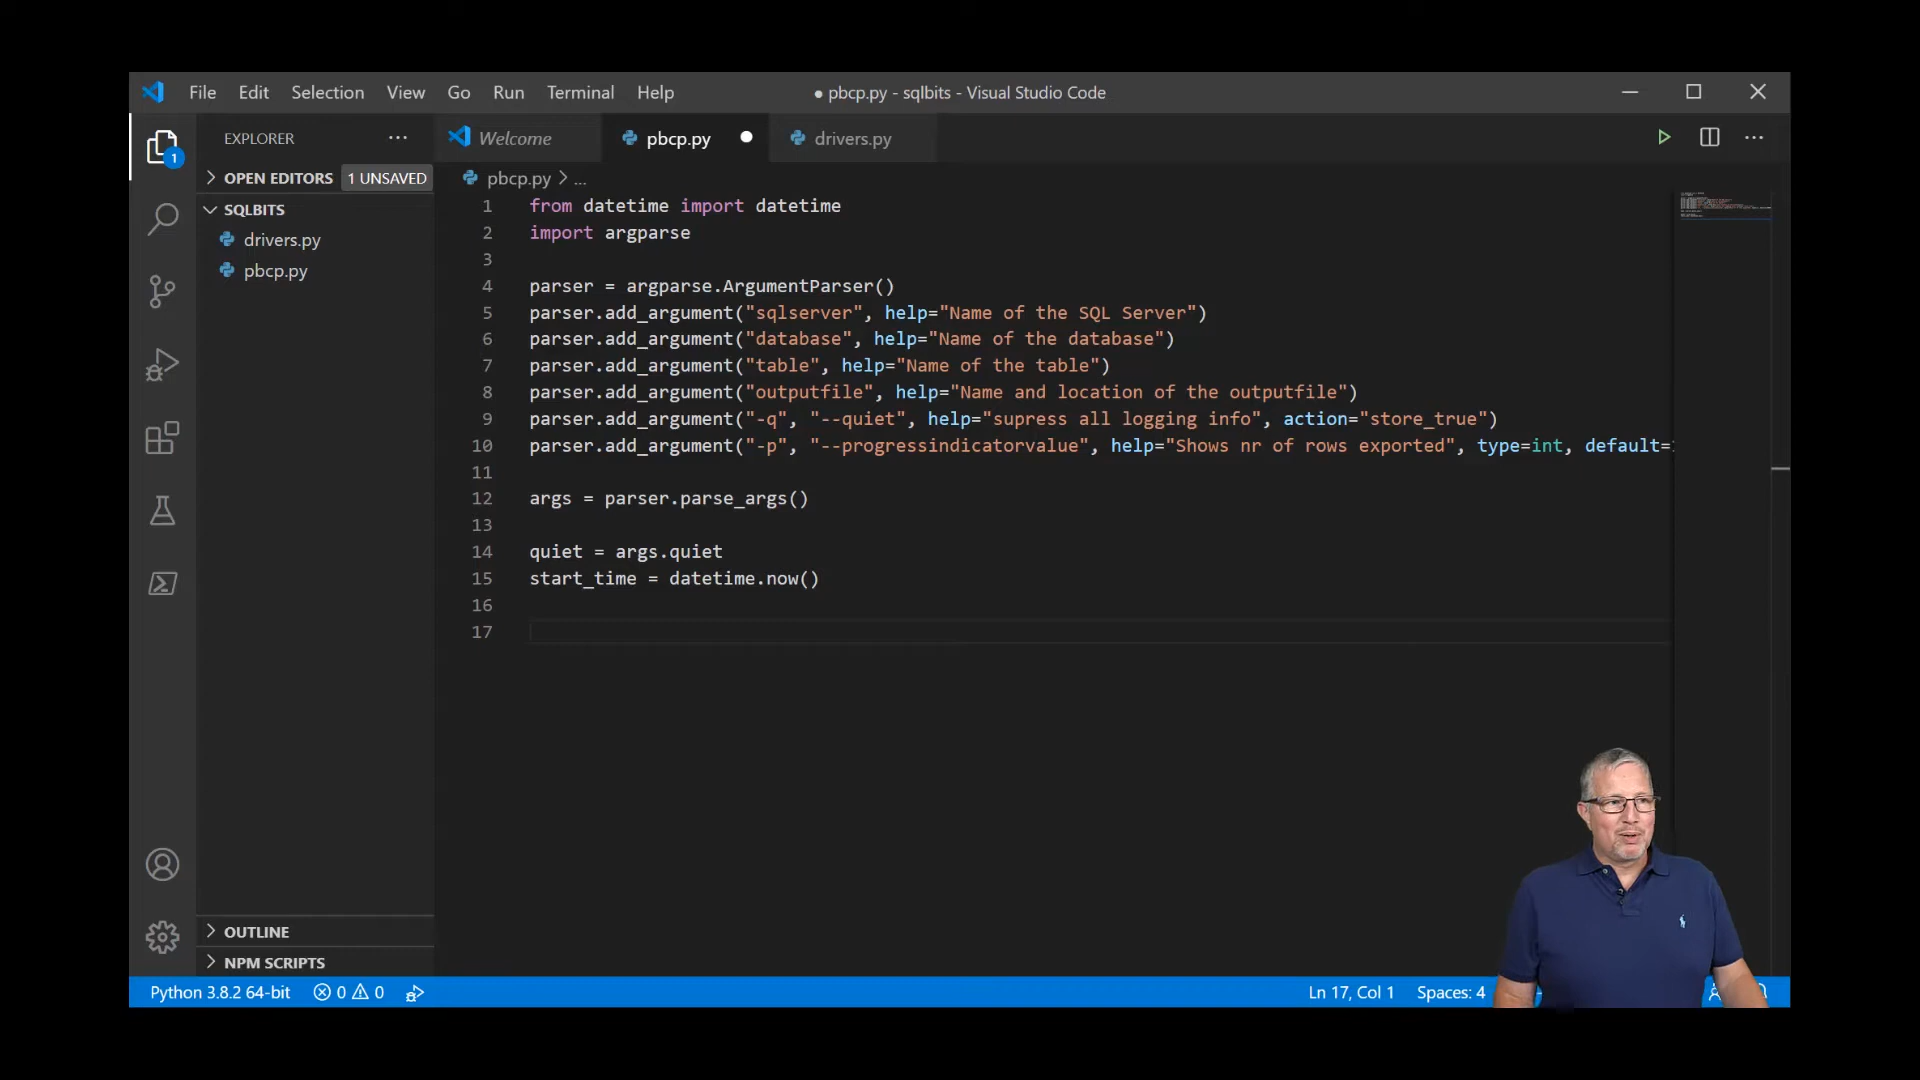 File Edit Selection View Go Run Terminal Help
● pbcp.py - sqlbits - Visual Studio Code
EXPLORER ...
Welcome
pbcp.py
drivers.py
1
OPEN EDITORS 1 UNSAVED
SQLBITS
drivers.py
pbcp.py
pbcp.py > ...
1 from datetime import datetime
2 import argparse
3
4 parser = argparse.ArgumentParser()
5 parser.add_argument("sqlserver", help="Name of the SQL Server")
6 parser.add_argument("database", help="Name of the database")
7 parser.add_argument("table", help="Name of the table")
8 parser.add_argument("outputfile", help="Name and location of the outputfile")
9 parser.add_argument("-q", "--quiet", help="supress all logging info", action="store_true")
10 parser.add_argument("-p", "--progressindicatorvalue", help="Shows nr of rows exported", type=int, default=
11
12 args = parser.parse_args()
13
14 quiet = args.quiet
15 start_time = datetime.now()
16
17
OUTLINE
NPM SCRIPTS
Python 3.8.2 64-bit 0 0
Ln 17, Col 1 Spaces: 4